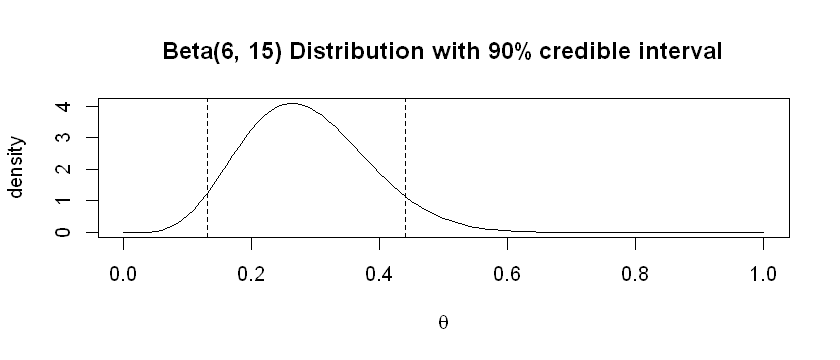 Beta(6, 15) Distribution with 90% credible interval
density
4
3
2
1
0
0.0 0.2 0.4 0.6 0.8 1.0
θ